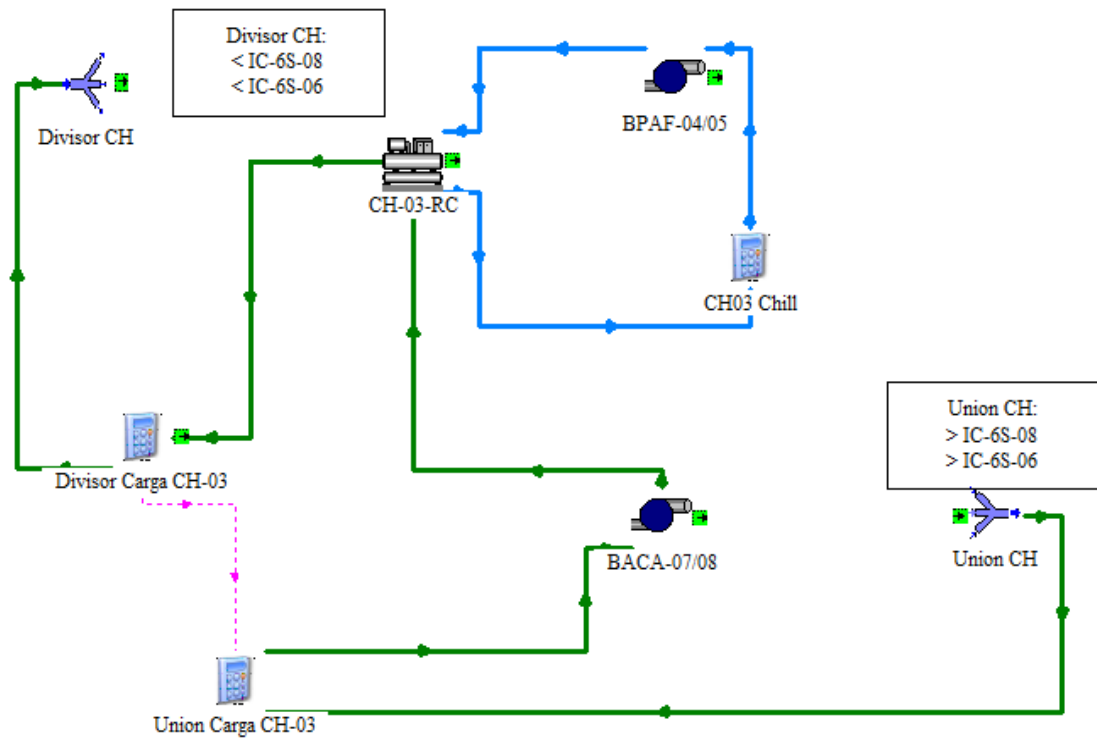 Divisor CH:
< IC-6S-08
< IC-6S-06
Divisor CH
BPAF-04/05
CH-03-RC
CH03 Chill
Union CH:
> IC-6S-08
> IC-6S-06
Divisor Carga CH-03
BACA-07/08
Union CH
Union Carga CH-03